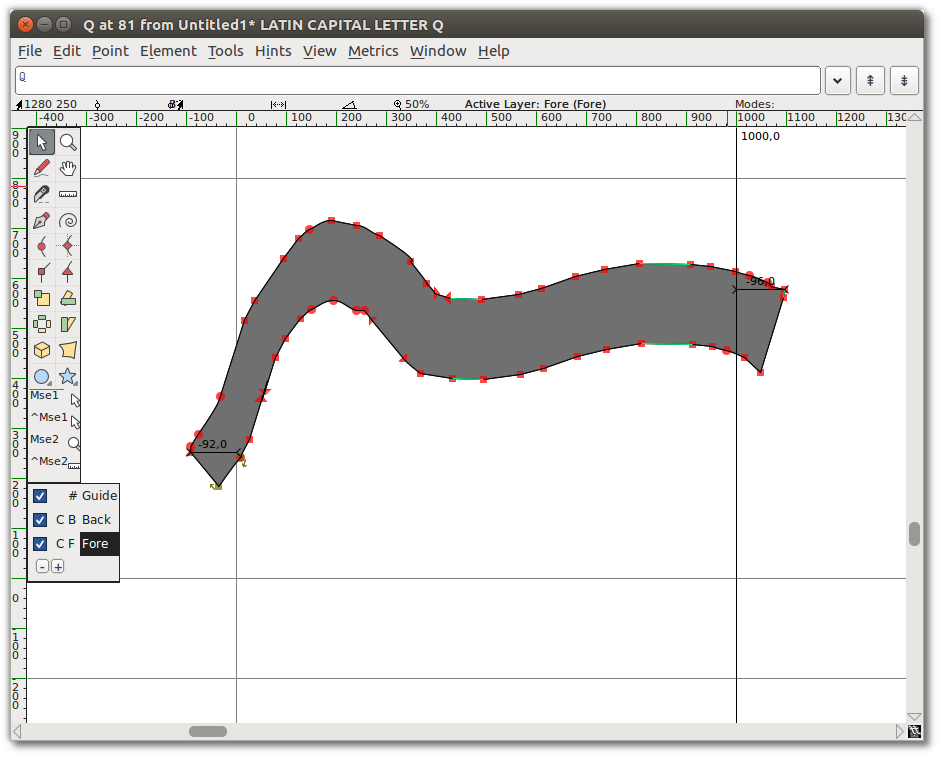 Q at 81 from Untitled1* LATIN CAPITAL LETTER Q
File Edit Point Element Tools Hints View Metrics Window Help
Q
1280 250 50% Active Layer: Fore (Fore) Modes:
-400 -300 -200 -100 0 100 200 300 400 500 600 700 800 900 1000 1100 1200 130
1000,0
900
800
700
600
-96,0
500
400
Mse1
^Mse1
300
-92,0
Mse2
^Mse2
200
# Guide
C B Back
100
C F Fore
- +
0
-100
-200